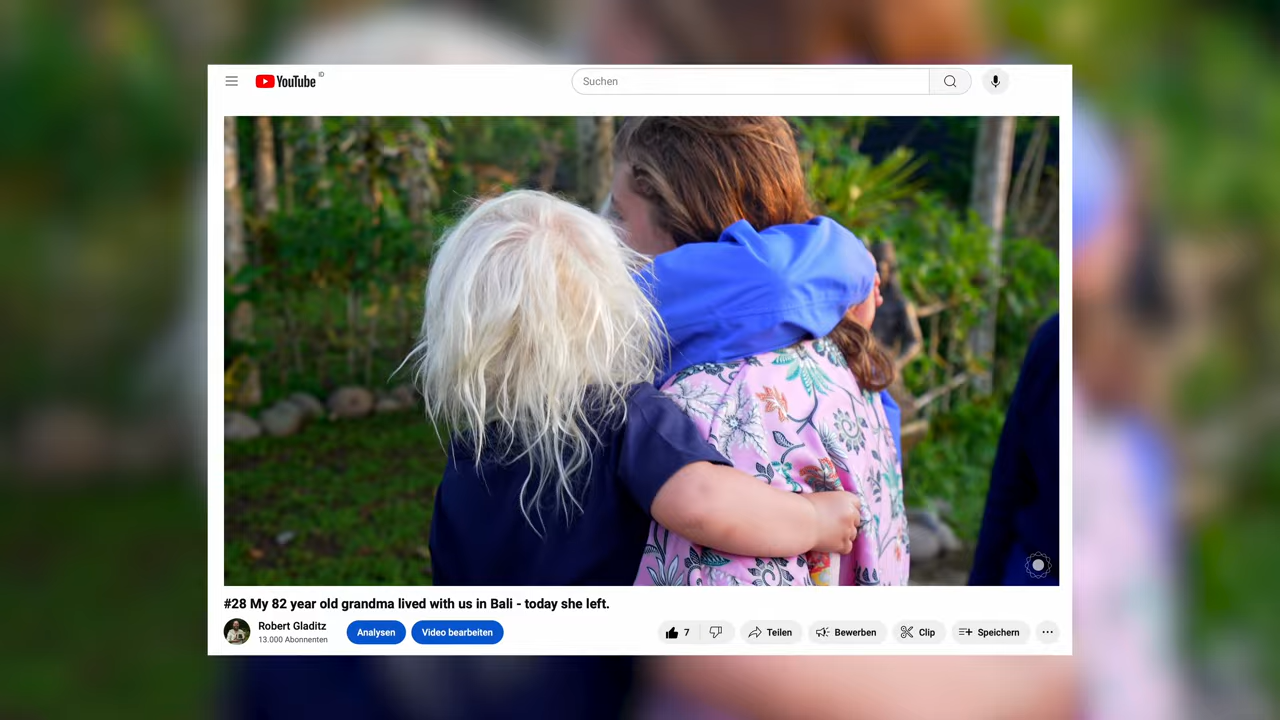 YouTube ID
Suchen
#28 My 82 year old grandma lived with us in Bali - today she left.
Robert Gladitz
13.000 Abonnenten
Analysen
Video bearbeiten
7
Teilen
Bewerben
Clip
Speichern